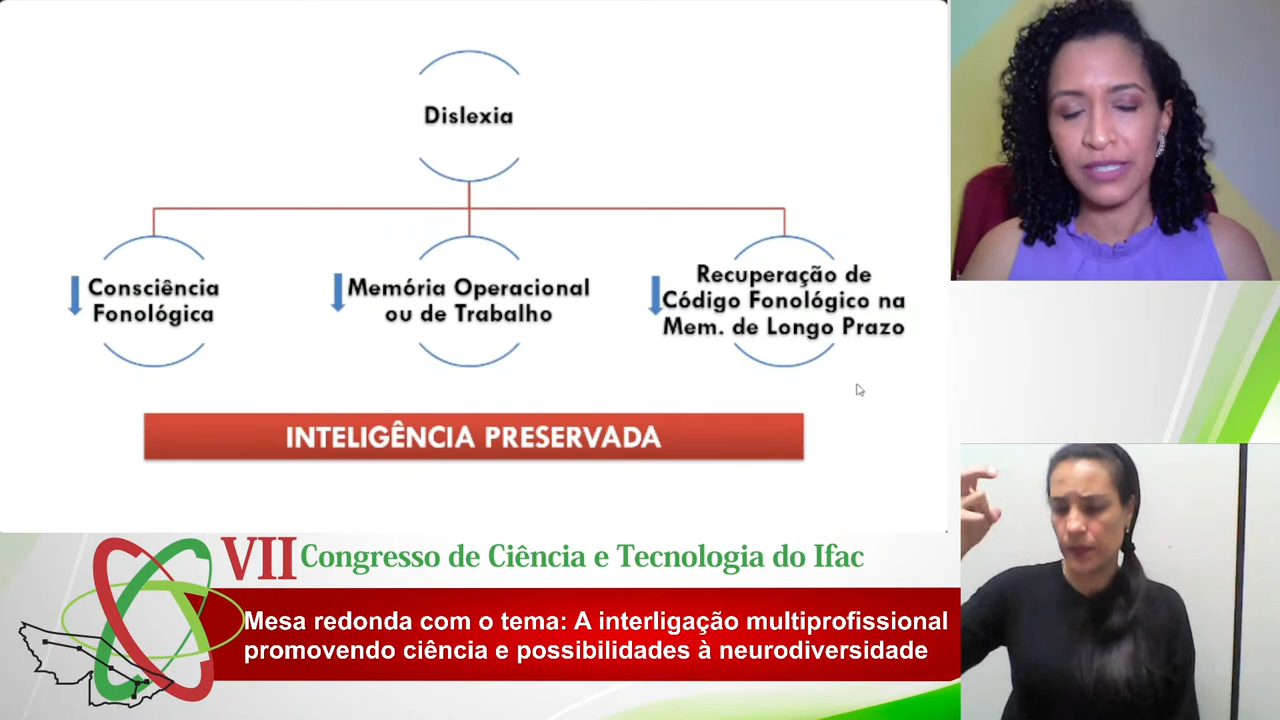 Dislexia
Consciência
Fonológica
Memória Operacional
ou de Trabalho
Recuperação de
Código Fonológico na
Mem. de Longo Prazo
INTELIGÊNCIA PRESERVADA
VII Congresso de Ciência e Tecnologia do Ifac
Mesa redonda com o tema: A interligação multiprofissional
promovendo ciência e possibilidades à neurodiversidade